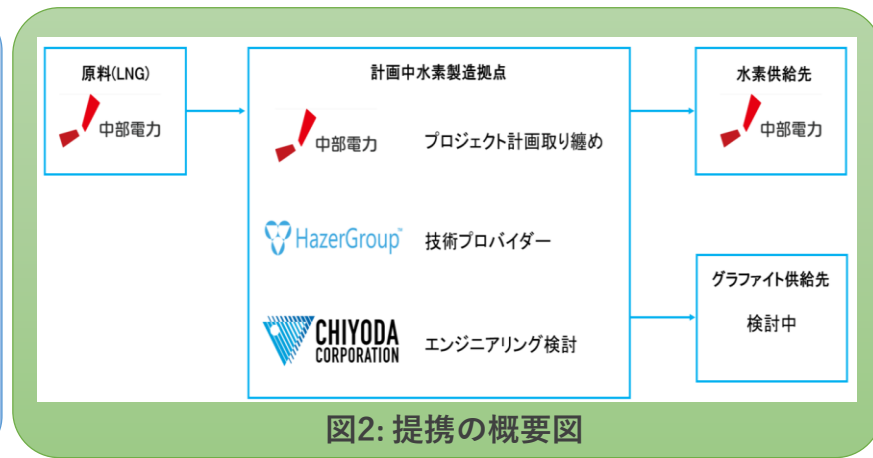 原料(LNG)
中部電力
計画中水素製造拠点
中部電力 プロジェクト計画取り纏め
HazerGroup™ 技術プロバイダー
CHIYODA
CORPORATION エンジニアリング検討
水素供給先
中部電力
グラファイト供給先
検討中
図2: 提携の概要図